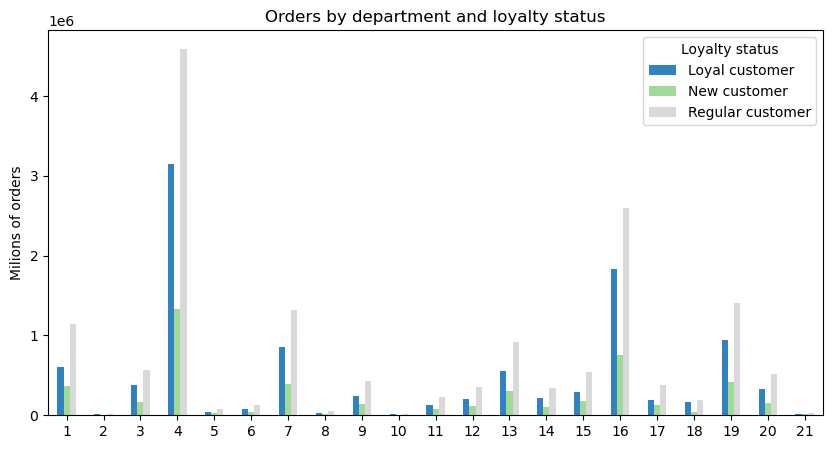 Orders by department and loyalty status
1e6
Milions of orders
4
3
2
1
0
Loyalty status
Loyal customer
New customer
Regular customer
1 2 3 4 5 6 7 8 9 10 11 12 13 14 15 16 17 18 19 20 21